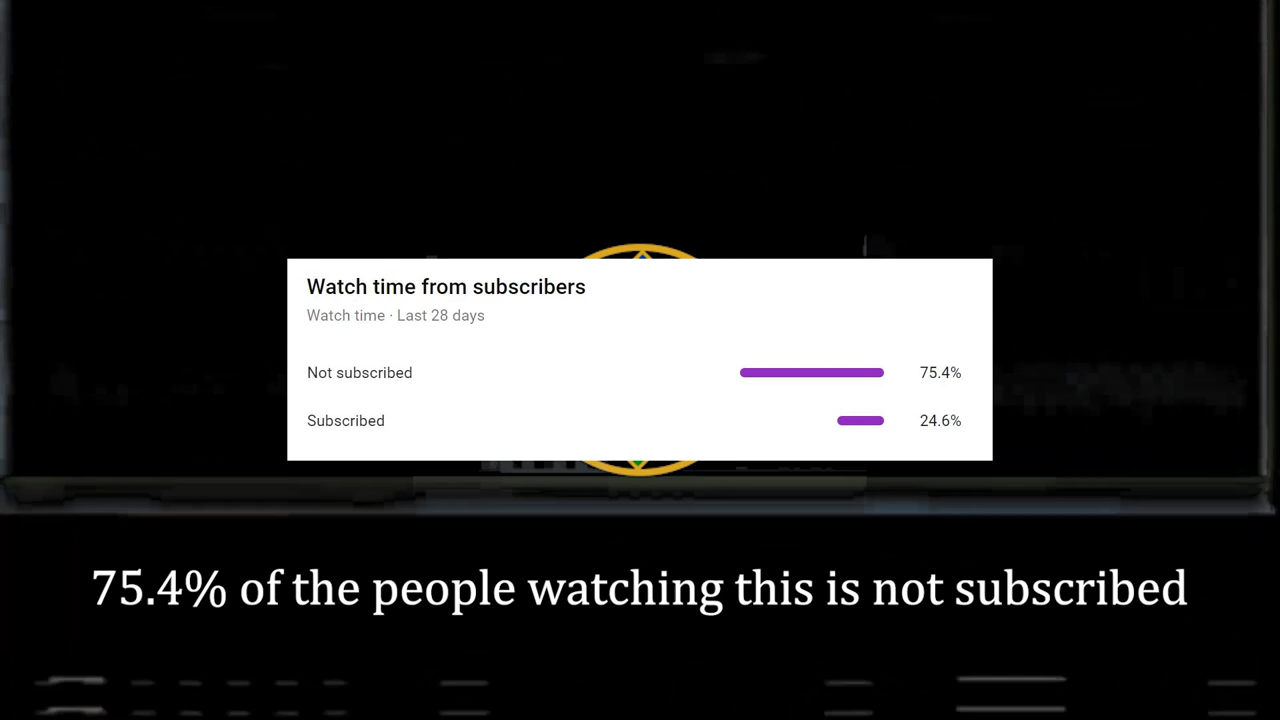 Watch time from subscribers
Watch time · Last 28 days
Not subscribed 75.4%
Subscribed 24.6%
75.4% of the people watching this is not subscribed